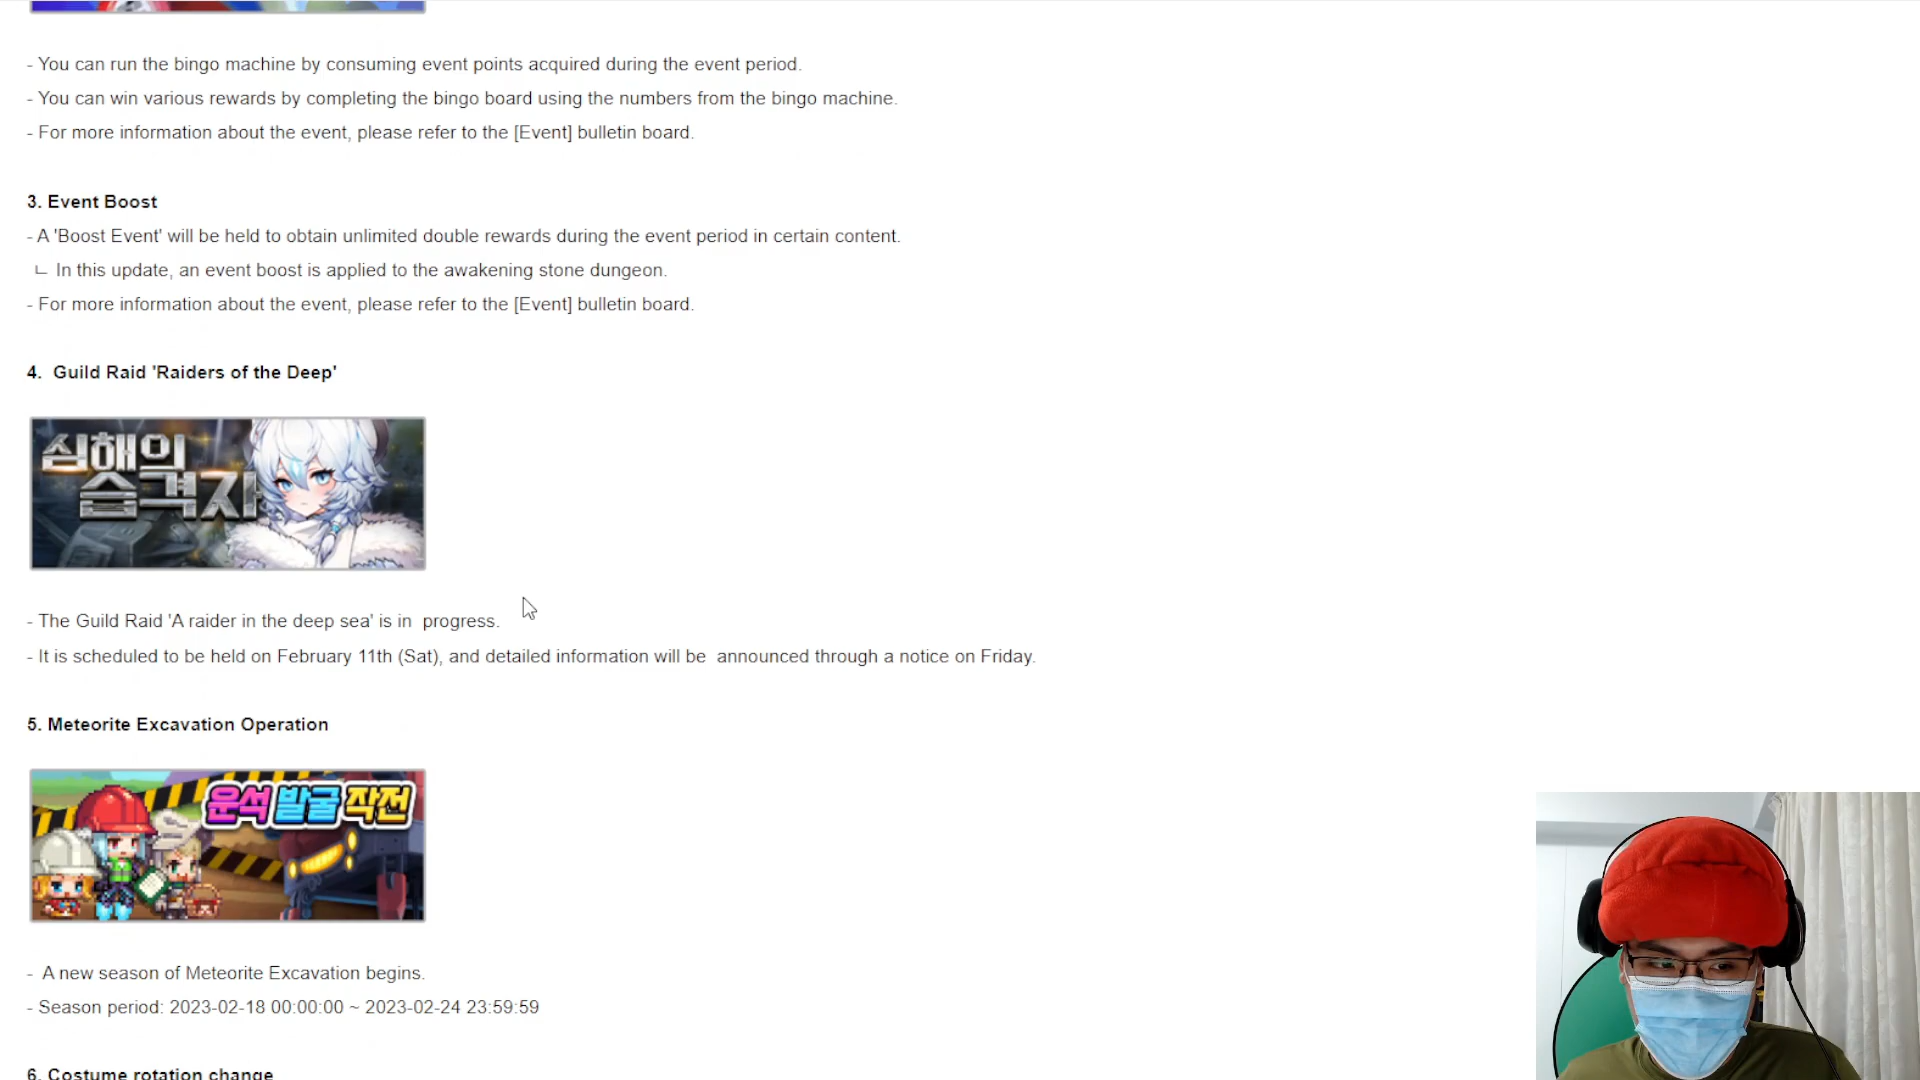 - You can run the bingo machine by consuming event points acquired during the event period.
- You can win various rewards by completing the bingo board using the numbers from the bingo machine.
- For more information about the event, please refer to the [Event] bulletin board.
3. Event Boost
- A 'Boost Event' will be held to obtain unlimited double rewards during the event period in certain content.
ㄴ In this update, an event boost is applied to the awakening stone dungeon.
- For more information about the event, please refer to the [Event] bulletin board.
4.  Guild Raid 'Raiders of the Deep'
심해의
습격자
- The Guild Raid 'A raider in the deep sea' is in  progress.
- It is scheduled to be held on February 11th (Sat), and detailed information will be  announced through a notice on Friday.
5. Meteorite Excavation Operation
운석 발굴 작전
-  A new season of Meteorite Excavation begins.
- Season period: 2023-02-18 00:00:00 ~ 2023-02-24 23:59:59
6. Costume rotation change